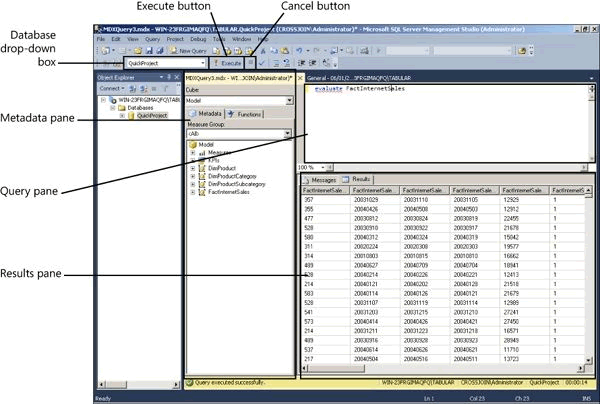 Execute button
Cancel button
Database
drop-down
box
Metadata pane
Query pane
Results pane
MDXQuery3.mdx - WIN-23FRGIMAQFQ\TABULAR.QuickProject (CROSSJOIN\Administrator)* - Microsoft SQL Server Management Studio (Administrator)
File Edit View Query Project Debug Tools Window Help
New Query
QuickProject
Execute
Object Explorer
Connect
WIN-23FRGIMAQFQ\TABUL
Databases
QuickProject
MDXQuery3.mdx - WI...JOIN\Administrator)*
Cube:
Model
Metadata
Functions
Measure Group:
<All>
Model
Measures
KPIs
DimProduct
DimProductCategory
DimProductSubcategory
FactInternetSales
General - 06/01/2
MAQFQ\TABULAR
evaluate FactInternetSales
100 %
Messages
Results
FactInternetSale... FactInternetSale... FactInternetSale... FactInternetSale... FactInternetSale... FactInternetSale
357 20031029 20031110 20031105 12929 1
355 20040426 20040508 20040503 12912 1
477 20030812 20030824 20030819 22455 1
528 20030910 20030922 20030917 21678 1
580 20040312 20040324 20040319 15042 1
311 20020224 20020308 20020303 19577 1
314 20010803 20010815 20010810 16662 1
489 20040627 20040709 20040704 18941 1
528 20040214 20040226 20040221 12413 1
214 20040121 20040202 20040128 21518 1
583 20040114 20040126 20040121 21679 1
528 20031107 20031119 20031114 12989 1
541 20031203 20031215 20031210 27241 1
573 20040414 20040426 20040421 27450 1
214 20031211 20031223 20031218 16571 1
489 20030916 20030928 20030923 28949 1
537 20040614 20040626 20040621 11710 1
217 20040504 20040516 20040511 13723 1
Query executed successfully.
WIN-23FRGIMAQFQ\TABULAR
CROSSJOIN\Administrator
QuickProject
00:00:14
Ready
Ln 1
Col 23
Ch 23
INS